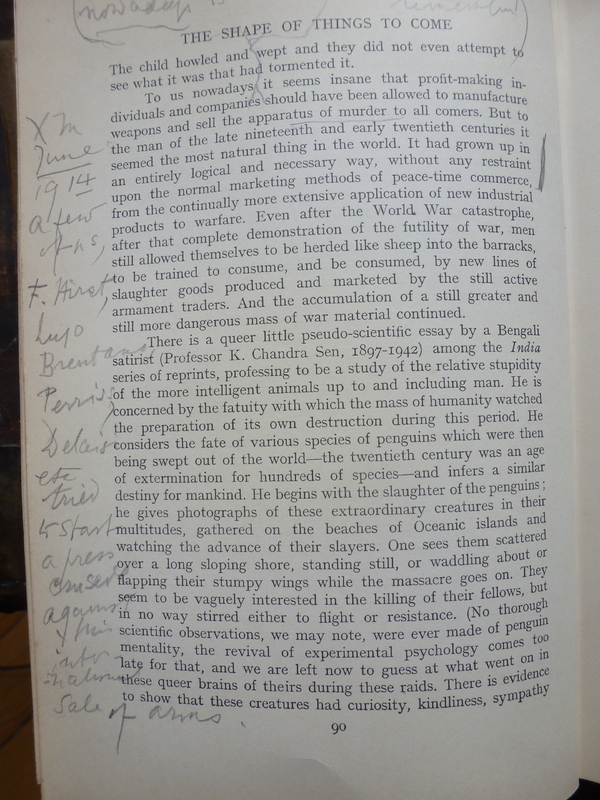 nowadays
THE SHAPE OF THINGS TO COME
The child howled and wept and they did not even attempt to
see what it was that had tormented it.
To us nowadays it seems insane that profit-making in-
dividuals and companies should have been allowed to manufacture
weapons and sell the apparatus of murder to all comers. But to
the man of the late nineteenth and early twentieth centuries it
seemed the most natural thing in the world. It had grown up in
an entirely logical and necessary way, without any restraint
upon the normal marketing methods of peace-time commerce,
from the continually more extensive application of new industrial
products to warfare. Even after the World War catastrophe,
after that complete demonstration of the futility of war, men
still allowed themselves to be herded like sheep into the barracks,
to be trained to consume, and be consumed, by new lines of
slaughter goods produced and marketed by the still active
armament traders. And the accumulation of a still greater and
still more dangerous mass of war material continued.
There is a queer little pseudo-scientific essay by a Bengali
satirist (Professor K. Chandra Sen, 1897-1942) among the India
series of reprints, professing to be a study of the relative stupidity
of the more intelligent animals up to and including man. He is
concerned by the fatuity with which the mass of humanity watched
the preparation of its own destruction during this period. He
considers the fate of various species of penguins which were then
being swept out of the world—the twentieth century was an age
of extermination for hundreds of species—and infers a similar
destiny for mankind. He begins with the slaughter of the penguins;
he gives photographs of these extraordinary creatures in their
multitudes, gathered on the beaches of Oceanic islands and
watching the advance of their slayers. One sees them scattered
over a long sloping shore, standing still, or waddling about or
flapping their stumpy wings while the massacre goes on. They
seem to be vaguely interested in the killing of their fellows, but
in no way stirred either to flight or resistance. (No thorough
scientific observations, we may note, were ever made of penguin
mentality, the revival of experimental psychology comes too
late for that, and we are left now to guess at what went on in
these queer brains of theirs during these raids. There is evidence
to show that these creatures had curiosity, kindliness, sympathy
90
X In
June
1914
a few
of us,
F. Hirst,
Lujo
Brentano
Perris
Delaisi
etc
tried
to start
a press
against
this
inter-
national
sale of arms.